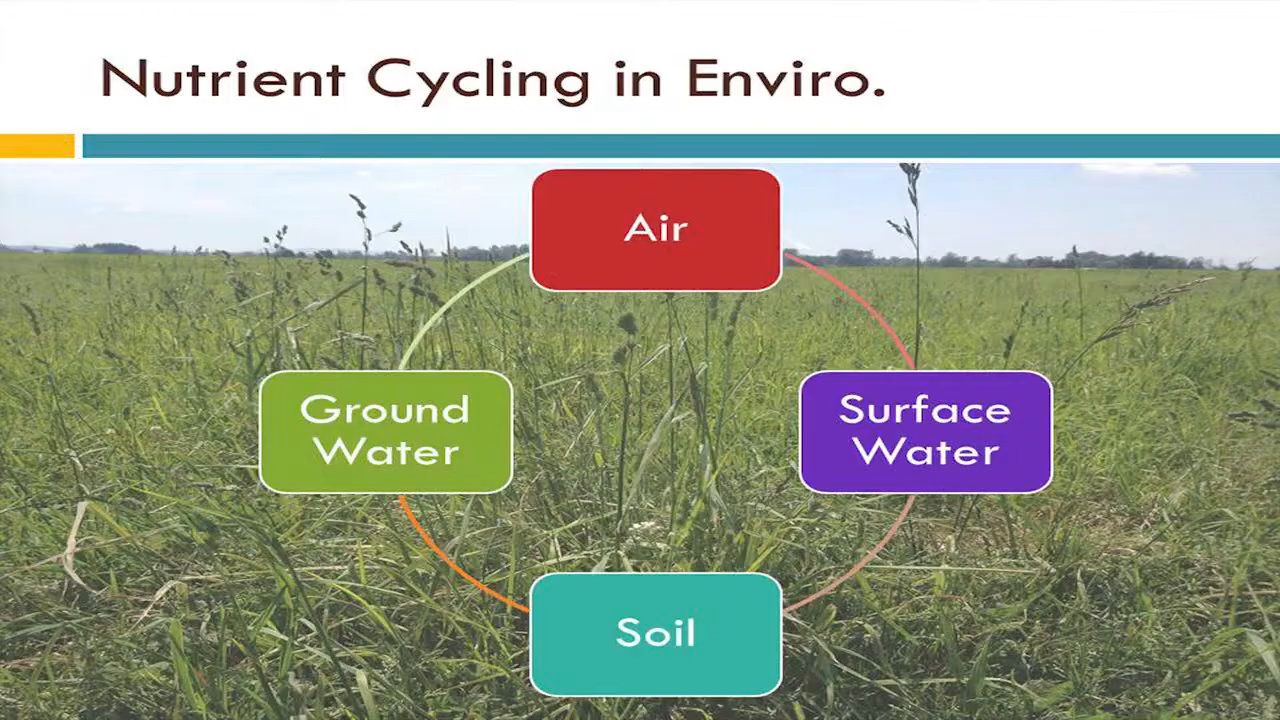 Nutrient Cycling in Enviro.
Air
Ground
Water
Surface
Water
Soil